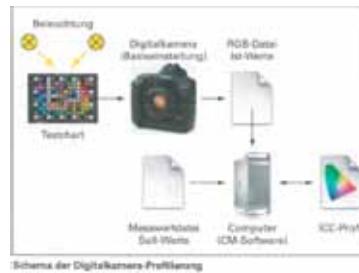 Beleuchtung
Digitalkamera
(Basiseinstellung)
RGB-Datei
Ist-Werte
Testchart
Messwertdatei
Soll-Werte
Computer
(CM-Software)
ICC-Prof
Schema der Digitalkamera-Profilierung